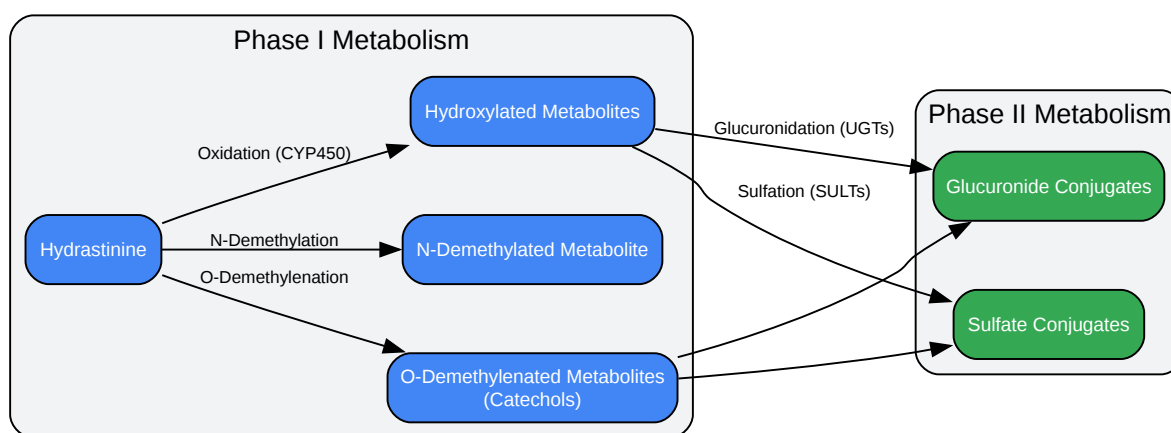 Phase I Metabolism
Hydroxylated Metabolites
Oxidation (CYP450)
Hydrastinine
N-Demethylation
N-Demethylated Metabolite
O-Demethylenation
O-Demethylenated Metabolites
(Catechols)
Glucuronidation (UGTs)
Sulfation (SULTs)
Phase II Metabolism
Glucuronide Conjugates
Sulfate Conjugates